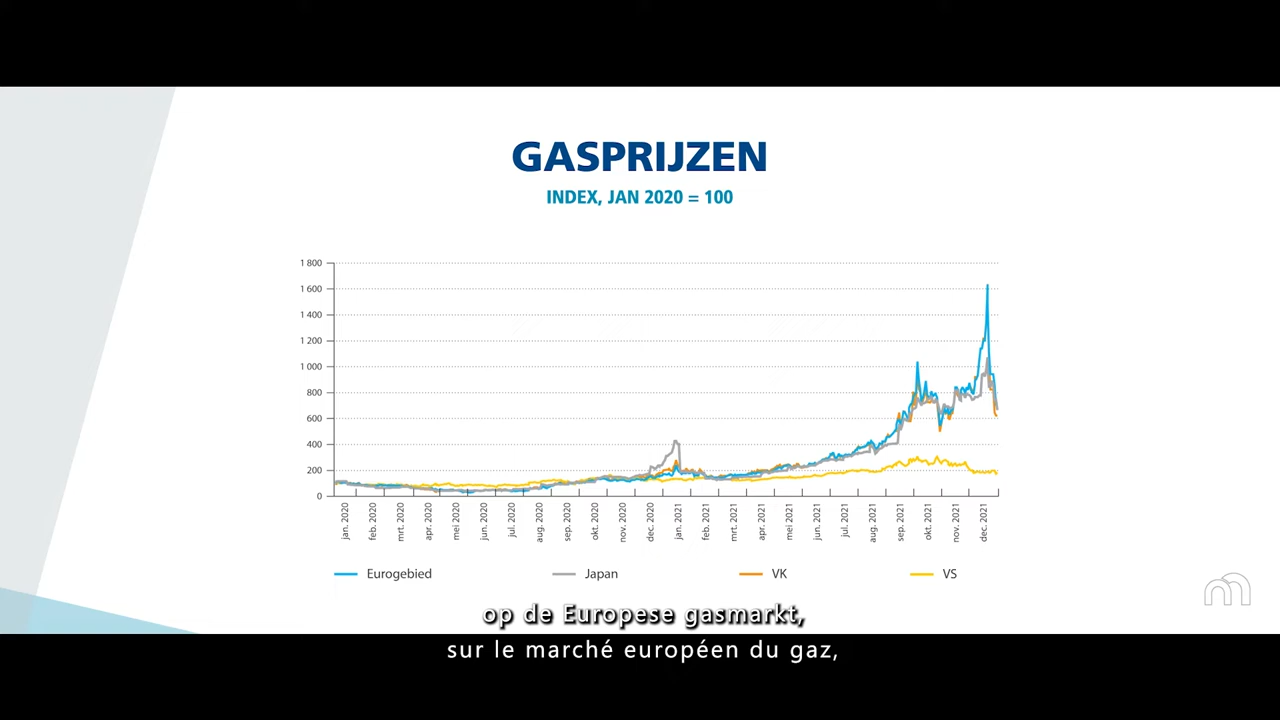 GASPRIJZEN
INDEX, JAN 2020 = 100
1 800
1 600
1 400
1 200
1 000
800
600
400
200
0
jan. 2020
feb. 2020
mrt. 2020
apr. 2020
mei 2020
jun. 2020
jul. 2020
aug. 2020
sep. 2020
okt. 2020
nov. 2020
dec. 2020
jan. 2021
feb. 2021
mrt. 2021
apr. 2021
mei 2021
jun. 2021
jul. 2021
aug. 2021
sep. 2021
okt. 2021
nov. 2021
dec. 2021
Eurogebied
Japan
VK
VS
op de Europese gasmarkt,
sur le marché européen du gaz,